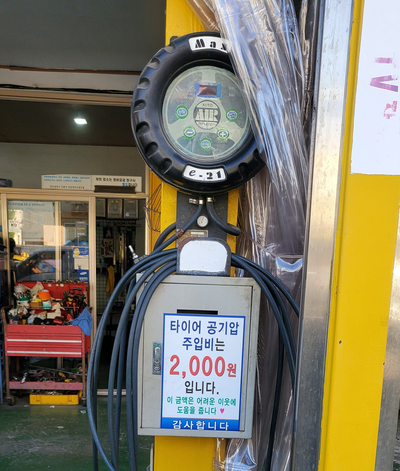 Max
AIR
e-21
타이어 공기압
주입비는
2,000원
입니다.
이 금액은 어려운 이웃에
도움을 줍니다 ♥
감사합니다